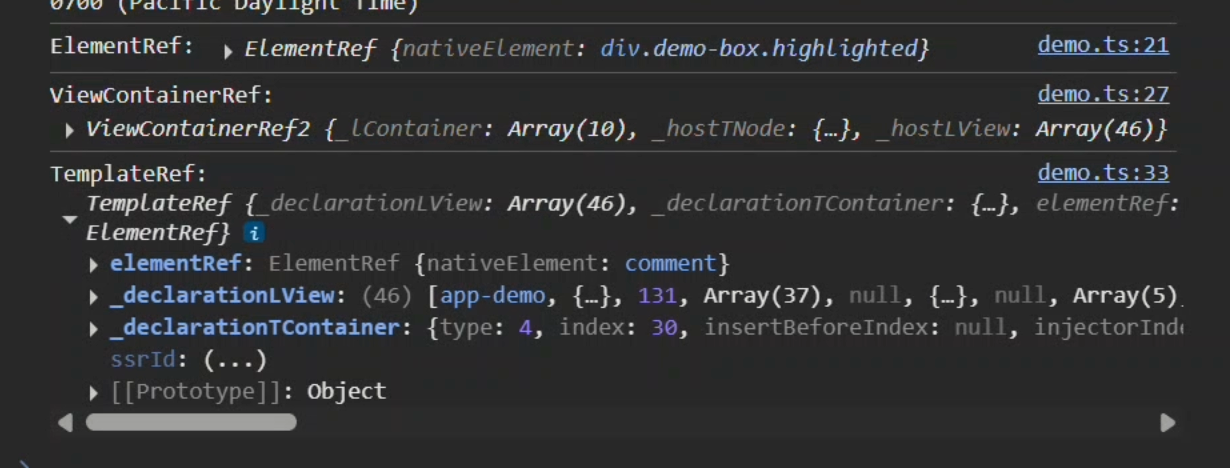 0700 (Pacific Daylight Time)
ElementRef: ▶ ElementRef {nativeElement: div.demo-box.highlighted} demo.ts:21
ViewContainerRef: demo.ts:27
▶ ViewContainerRef2 {_lContainer: Array(10), _hostTNode: {…}, _hostLView: Array(46)}
TemplateRef: demo.ts:33
▼ TemplateRef {_declarationLView: Array(46), _declarationTContainer: {…}, elementRef:
ElementRef} i
▶ elementRef: ElementRef {nativeElement: comment}
▶ _declarationLView: (46) [app-demo, {…}, 131, Array(37), null, {…}, null, Array(5),
▶ _declarationTContainer: {type: 4, index: 30, insertBeforeIndex: null, injectorInde
ssrId: (...)
▶ [[Prototype]]: Object